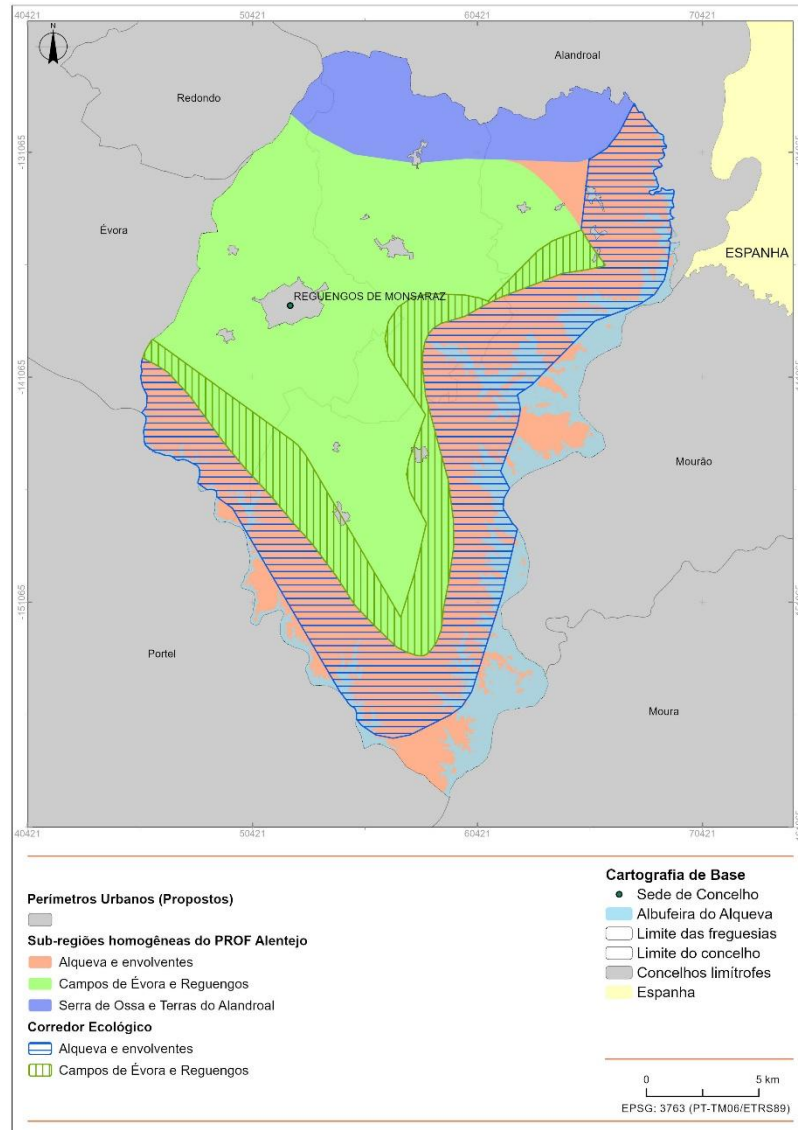 40421 50421 60421 70421
N
Alandroal
Redondo
-131065
Évora
ESPANHA
REGUENGOS DE MONSARAZ
-141065
Mourão
-151065
Portel
Moura
40421 50421 60421 70421
Perímetros Urbanos (Propostos)
Sub-regiões homogêneas do PROF Alentejo
Alqueva e envolventes
Campos de Évora e Reguengos
Serra de Ossa e Terras do Alandroal
Corredor Ecológico
Alqueva e envolventes
Campos de Évora e Reguengos
Cartografia de Base
Sede de Concelho
Albufeira do Alqueva
Limite das freguesias
Limite do concelho
Concelhos limítrofes
Espanha
0 5 km
EPSG: 3763 (PT-TM06/ETRS89)